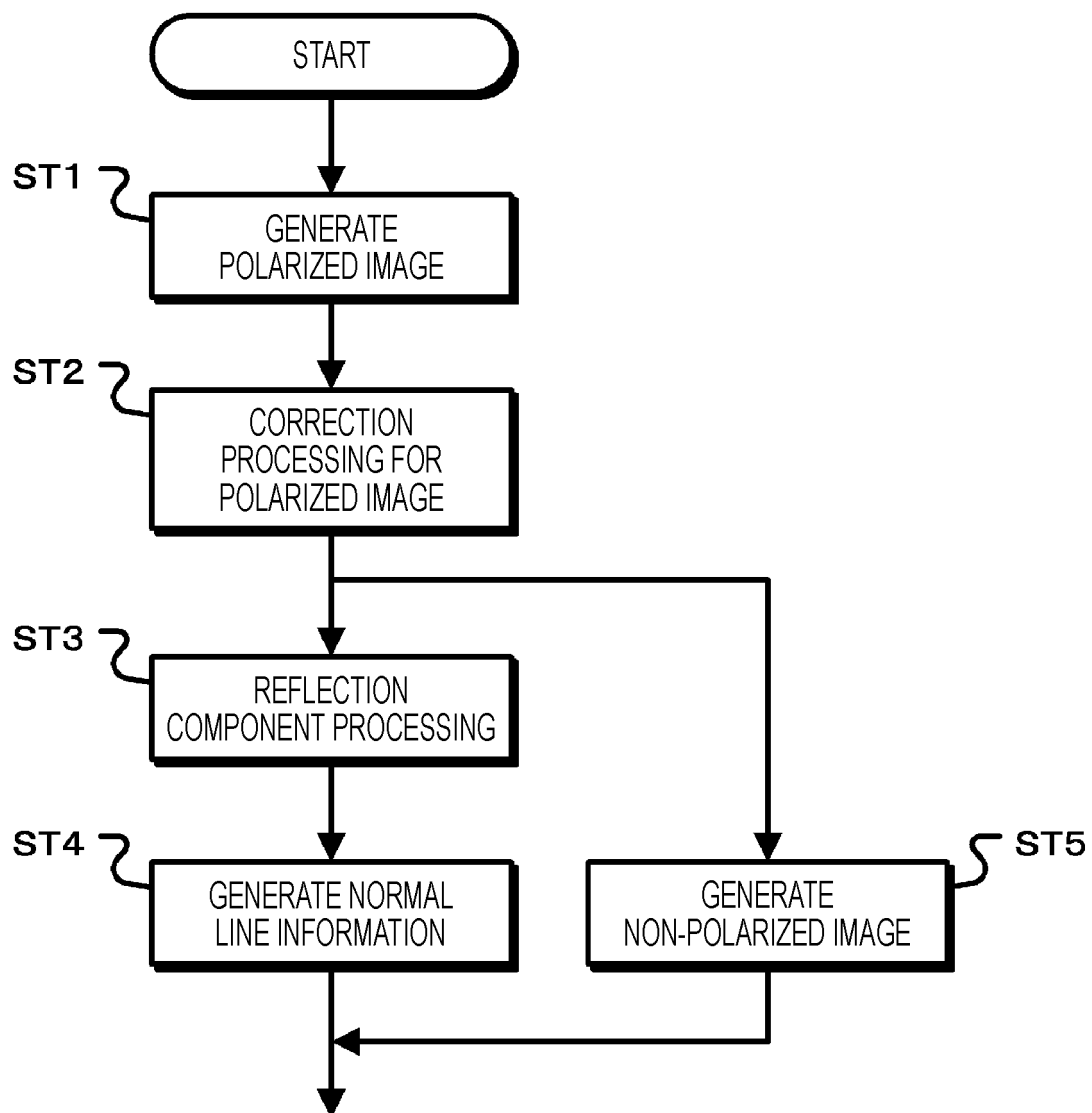 START
ST1
GENERATE
POLARIZED IMAGE
ST2
CORRECTION
PROCESSING FOR
POLARIZED IMAGE
ST3
REFLECTION
COMPONENT PROCESSING
ST4
GENERATE NORMAL
LINE INFORMATION
ST5
GENERATE
NON-POLARIZED IMAGE